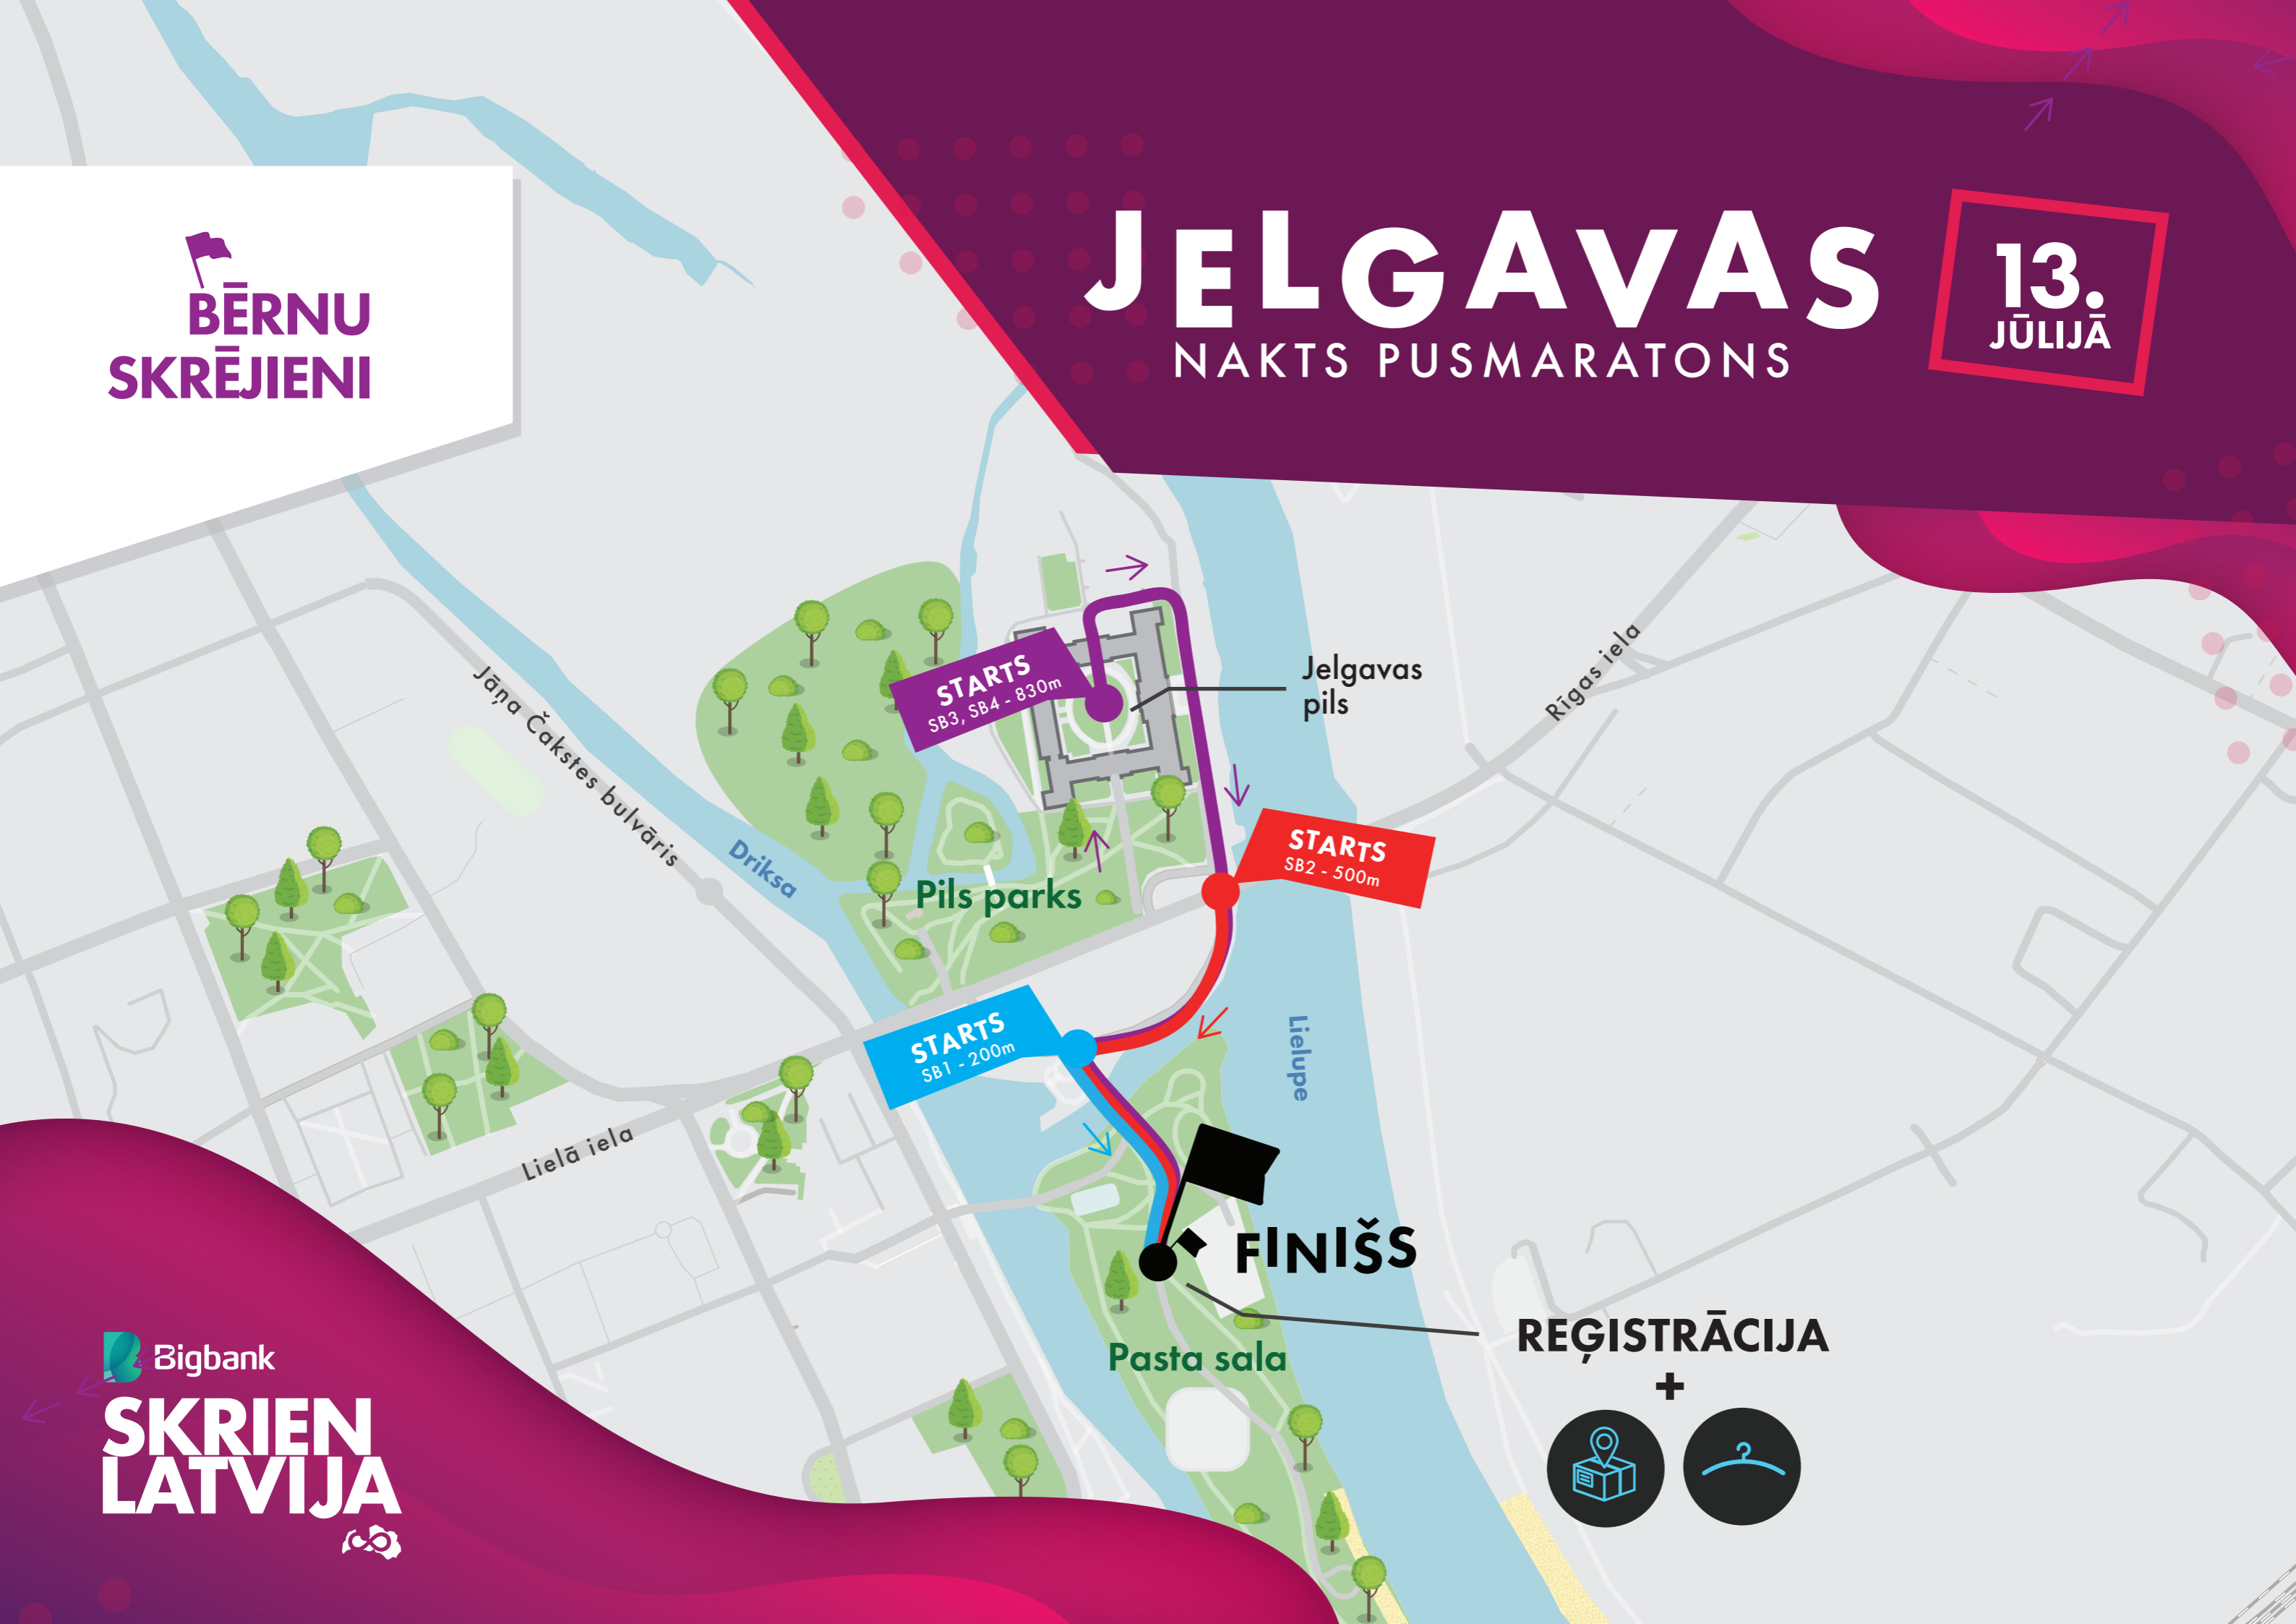 BĒRNU
SKRĒJIENI
JELGAVAS
NAKTS PUSMARATONS
13.
JŪLIJĀ
STARTS
SB3, SB4 - 830m
Jelgavas
pils
Rīgas iela
Jāņa Čakstes bulvāris
Driksa
STARTS
SB2 - 500m
Pils parks
STARTS
SB1 - 200m
Lielupe
Lielā iela
FINIŠS
REĢISTRĀCIJA
+
Pasta sala
Bigbank
SKRIEN
LATVIJA